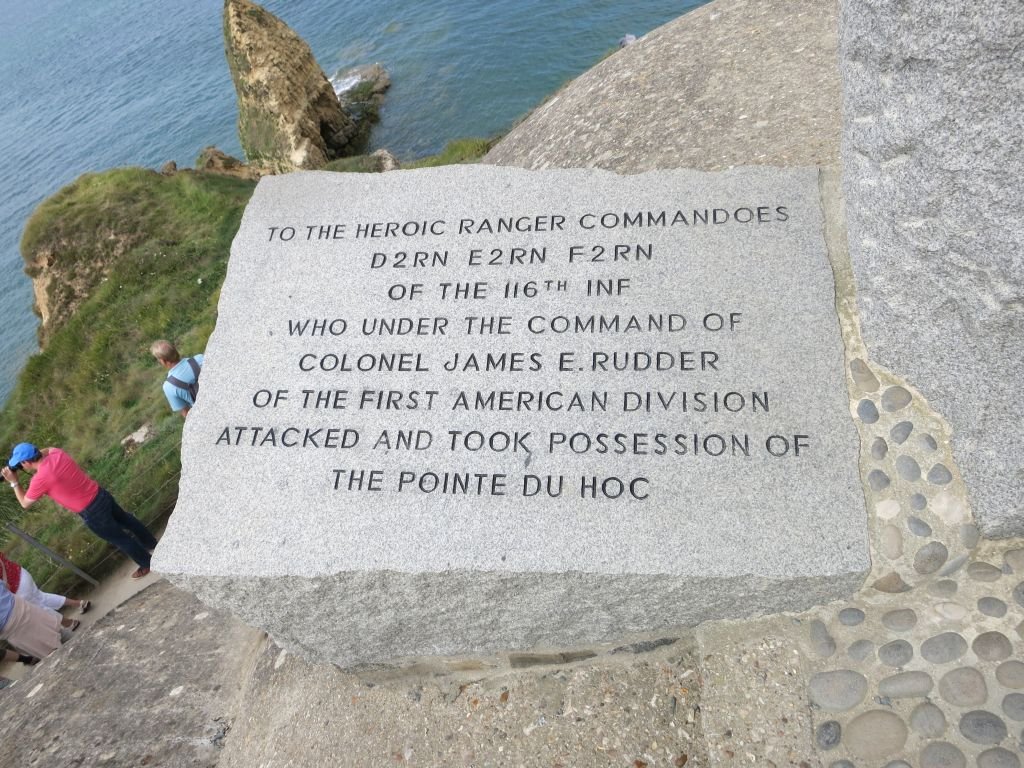 TO THE HEROIC RANGER COMMANDOES
D2RN E2RN F2RN
OF THE 116TH INF
WHO UNDER THE COMMAND OF
COLONEL JAMES E. RUDDER
OF THE FIRST AMERICAN DIVISION
ATTACKED AND TOOK POSSESSION OF
THE POINTE DU HOC